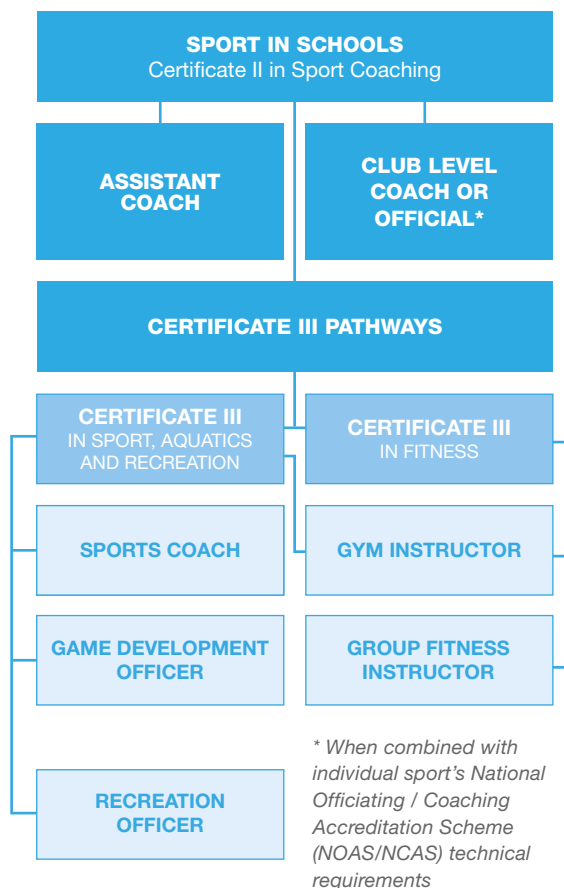 SPORT IN SCHOOLS
Certificate II in Sport Coaching
ASSISTANT
COACH
CLUB LEVEL
COACH OR
OFFICIAL*
CERTIFICATE III PATHWAYS
CERTIFICATE III
IN SPORT, AQUATICS
AND RECREATION
CERTIFICATE III
IN FITNESS
SPORTS COACH
GYM INSTRUCTOR
GAME DEVELOPMENT
OFFICER
GROUP FITNESS
INSTRUCTOR
RECREATION
OFFICER
* When combined with
individual sport's National
Officiating / Coaching
Accreditation Scheme
(NOAS/NCAS) technical
requirements